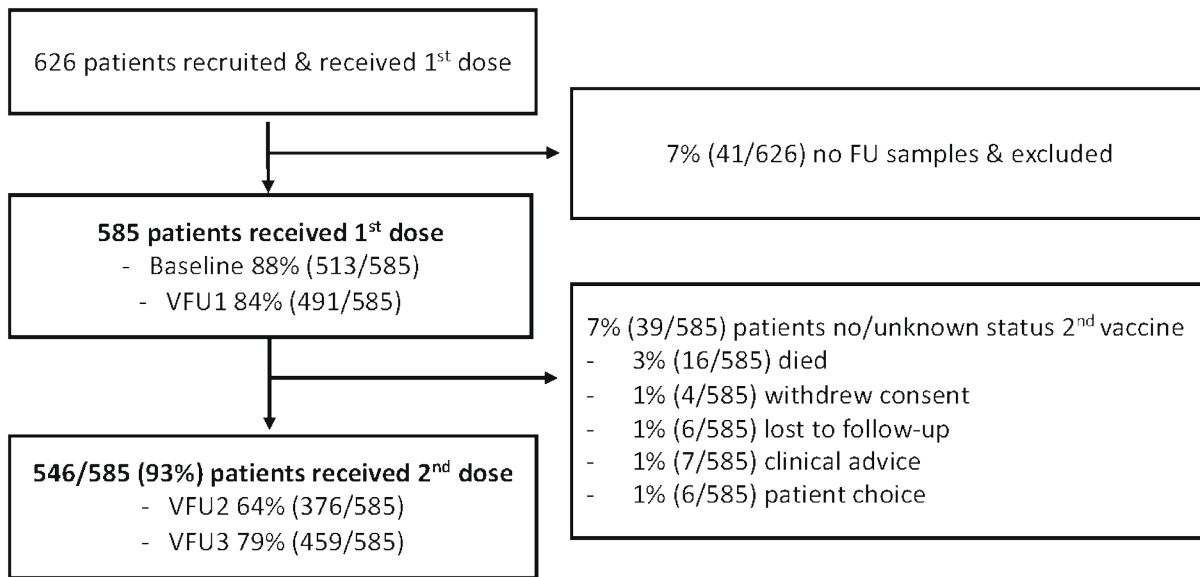 626 patients recruited & received 1st dose
7% (41/626) no FU samples & excluded
585 patients received 1st dose
- Baseline 88% (513/585)
- VFU1 84% (491/585)
7% (39/585) patients no/unknown status 2nd vaccine
- 3% (16/585) died
- 1% (4/585) withdrew consent
- 1% (6/585) lost to follow-up
- 1% (7/585) clinical advice
- 1% (6/585) patient choice
546/585 (93%) patients received 2nd dose
- VFU2 64% (376/585)
- VFU3 79% (459/585)